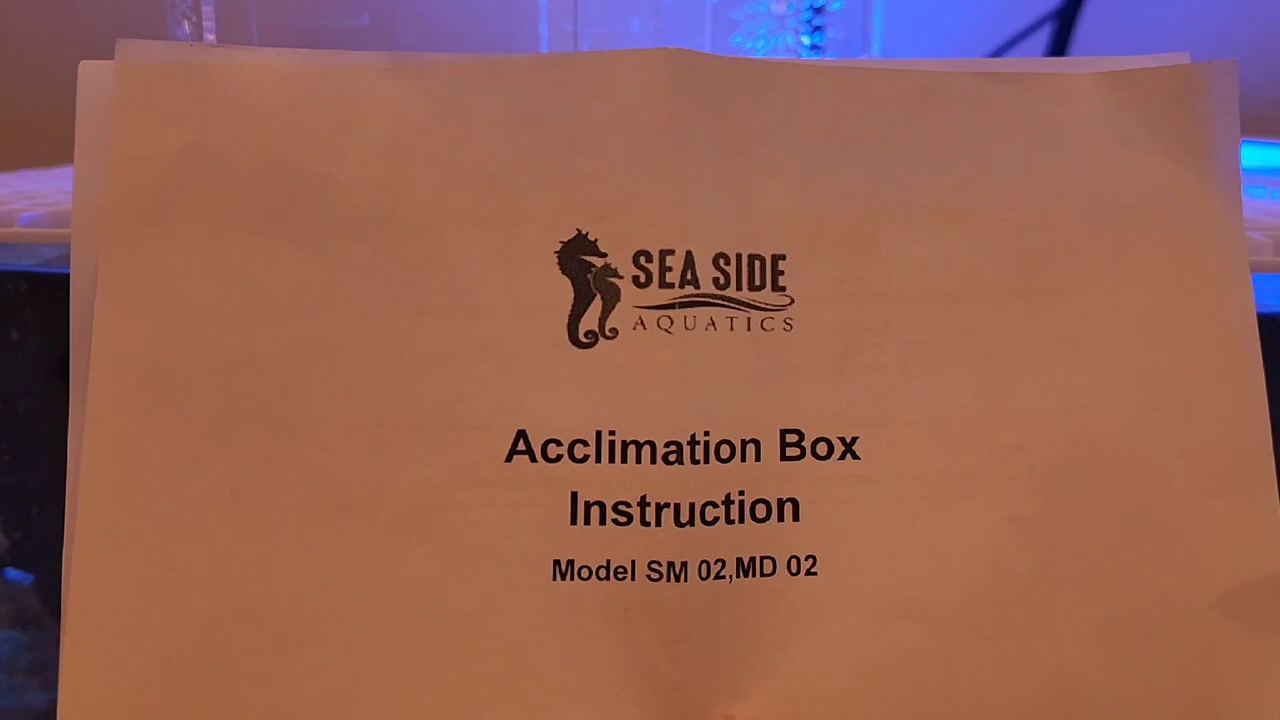 SEA SIDE
AQUATICS
Acclimation Box
Instruction
Model SM 02,MD 02